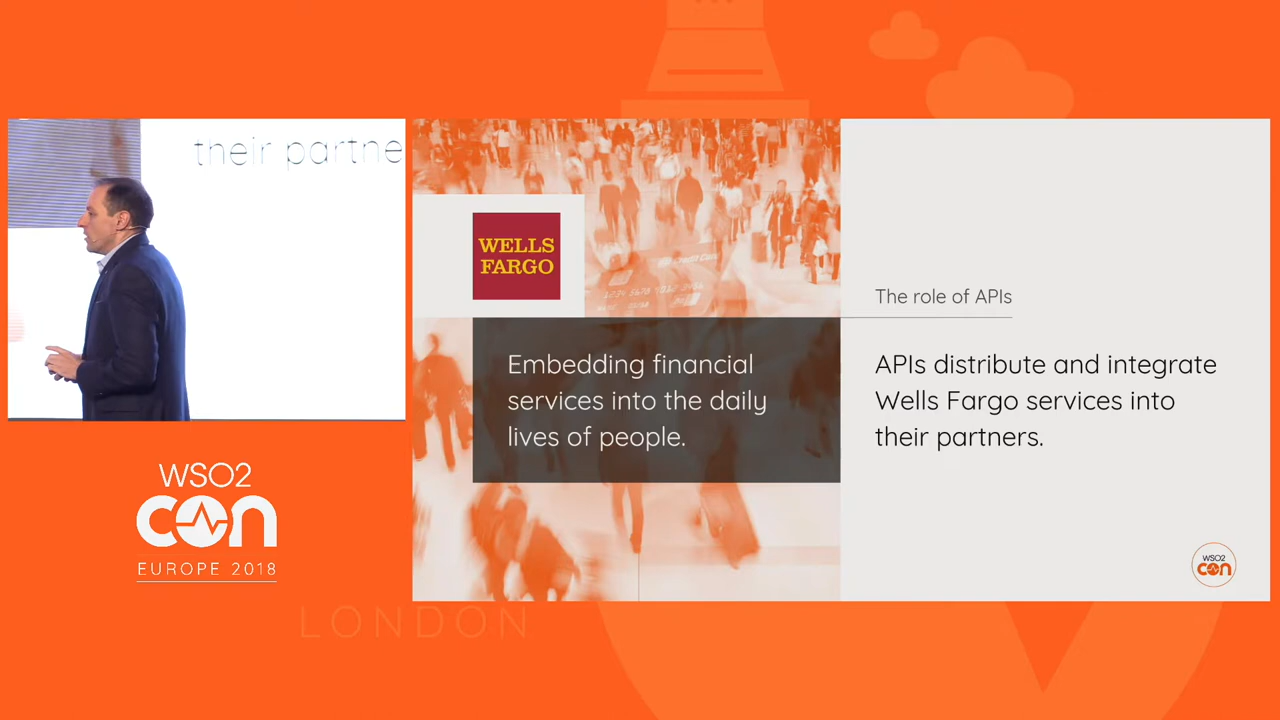 their partne
WELLS
FARGO
Embedding financial
services into the daily
lives of people.
The role of APIs
APIs distribute and integrate
Wells Fargo services into
their partners.
WSO2
con
WSO2
con
EUROPE 2018
LONDON